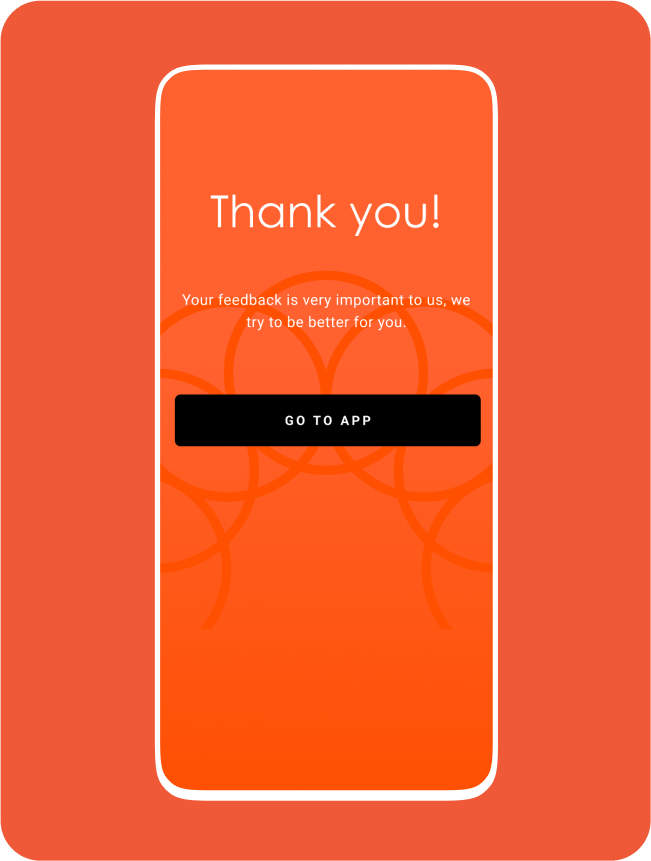 Thank you!
Your feedback is very important to us, we
try to be better for you.
GO TO APP